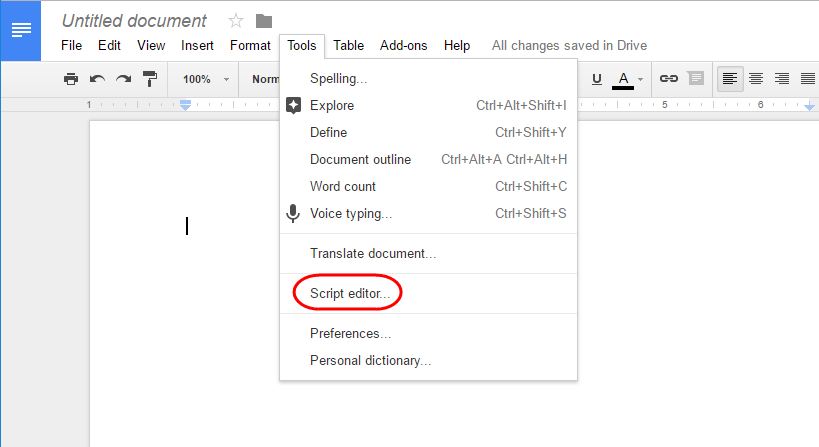 Untitled document
File Edit View Insert Format Tools Table Add-ons Help All changes saved in Drive
100% Norm U A
1 5 6
Spelling...
Explore Ctrl+Alt+Shift+I
Define Ctrl+Shift+Y
Document outline Ctrl+Alt+A Ctrl+Alt+H
Word count Ctrl+Shift+C
Voice typing... Ctrl+Shift+S
Translate document...
Script editor...
Preferences...
Personal dictionary...